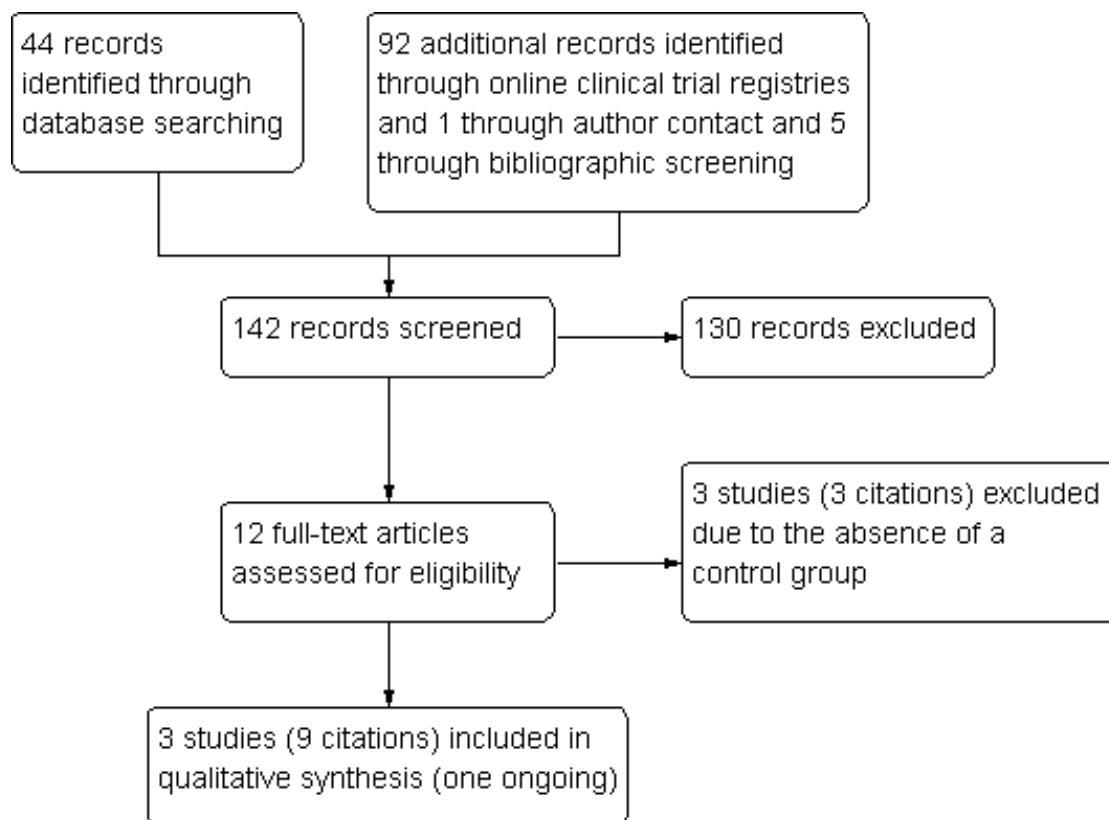 44 records
identified through
database searching
92 additional records identified
through online clinical trial registries
and 1 through author contact and 5
through bibliographic screening
142 records screened
130 records excluded
12 full-text articles
assessed for eligibility
3 studies (3 citations) excluded
due to the absence of a
control group
3 studies (9 citations) included in
qualitative synthesis (one ongoing)